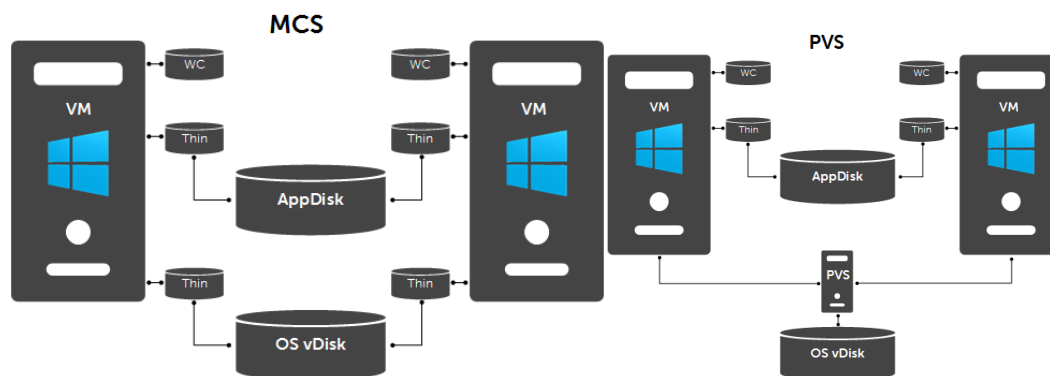 MCS
WC
WC
VM
VM
Thin
Thin
AppDisk
Thin
Thin
OS vDisk
PVS
WC
WC
VM
VM
Thin
Thin
AppDisk
PVS
OS vDisk